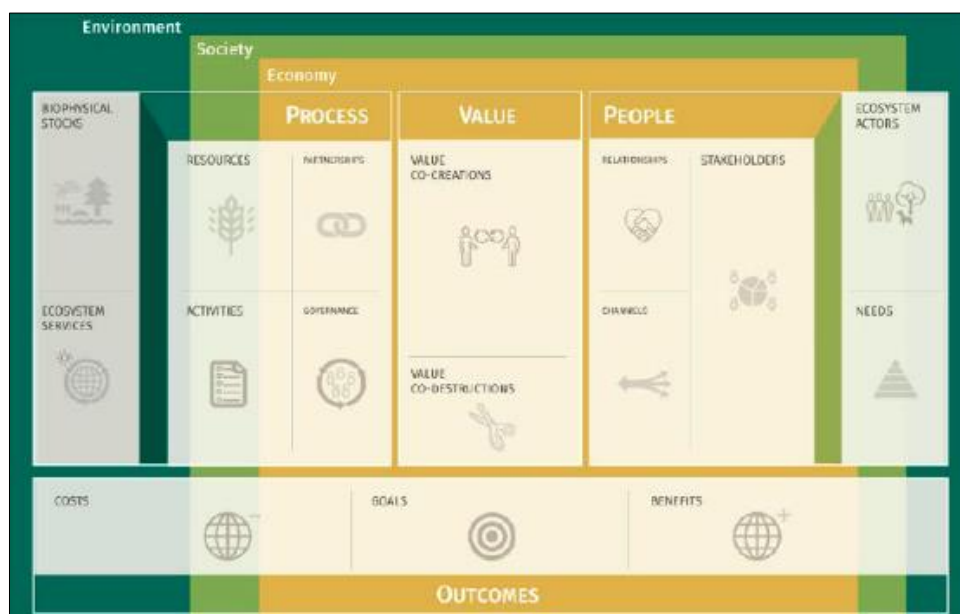 Environment
Society
Economy
BIOPHYSICAL
STOCKS
PROCESS
VALUE
PEOPLE
ECOSYSTEM
ACTORS
RESOURCES
PARTNERSHIPS
VALUE
CO-CREATIONS
RELATIONSHIPS
STAKEHOLDERS
ECOSYSTEM
SERVICES
ACTIVITIES
GOVERNANCE
VALUE
CO-DESTRUCTIONS
CHANNELS
NEEDS
COSTS
GOALS
BENEFITS
OUTCOMES